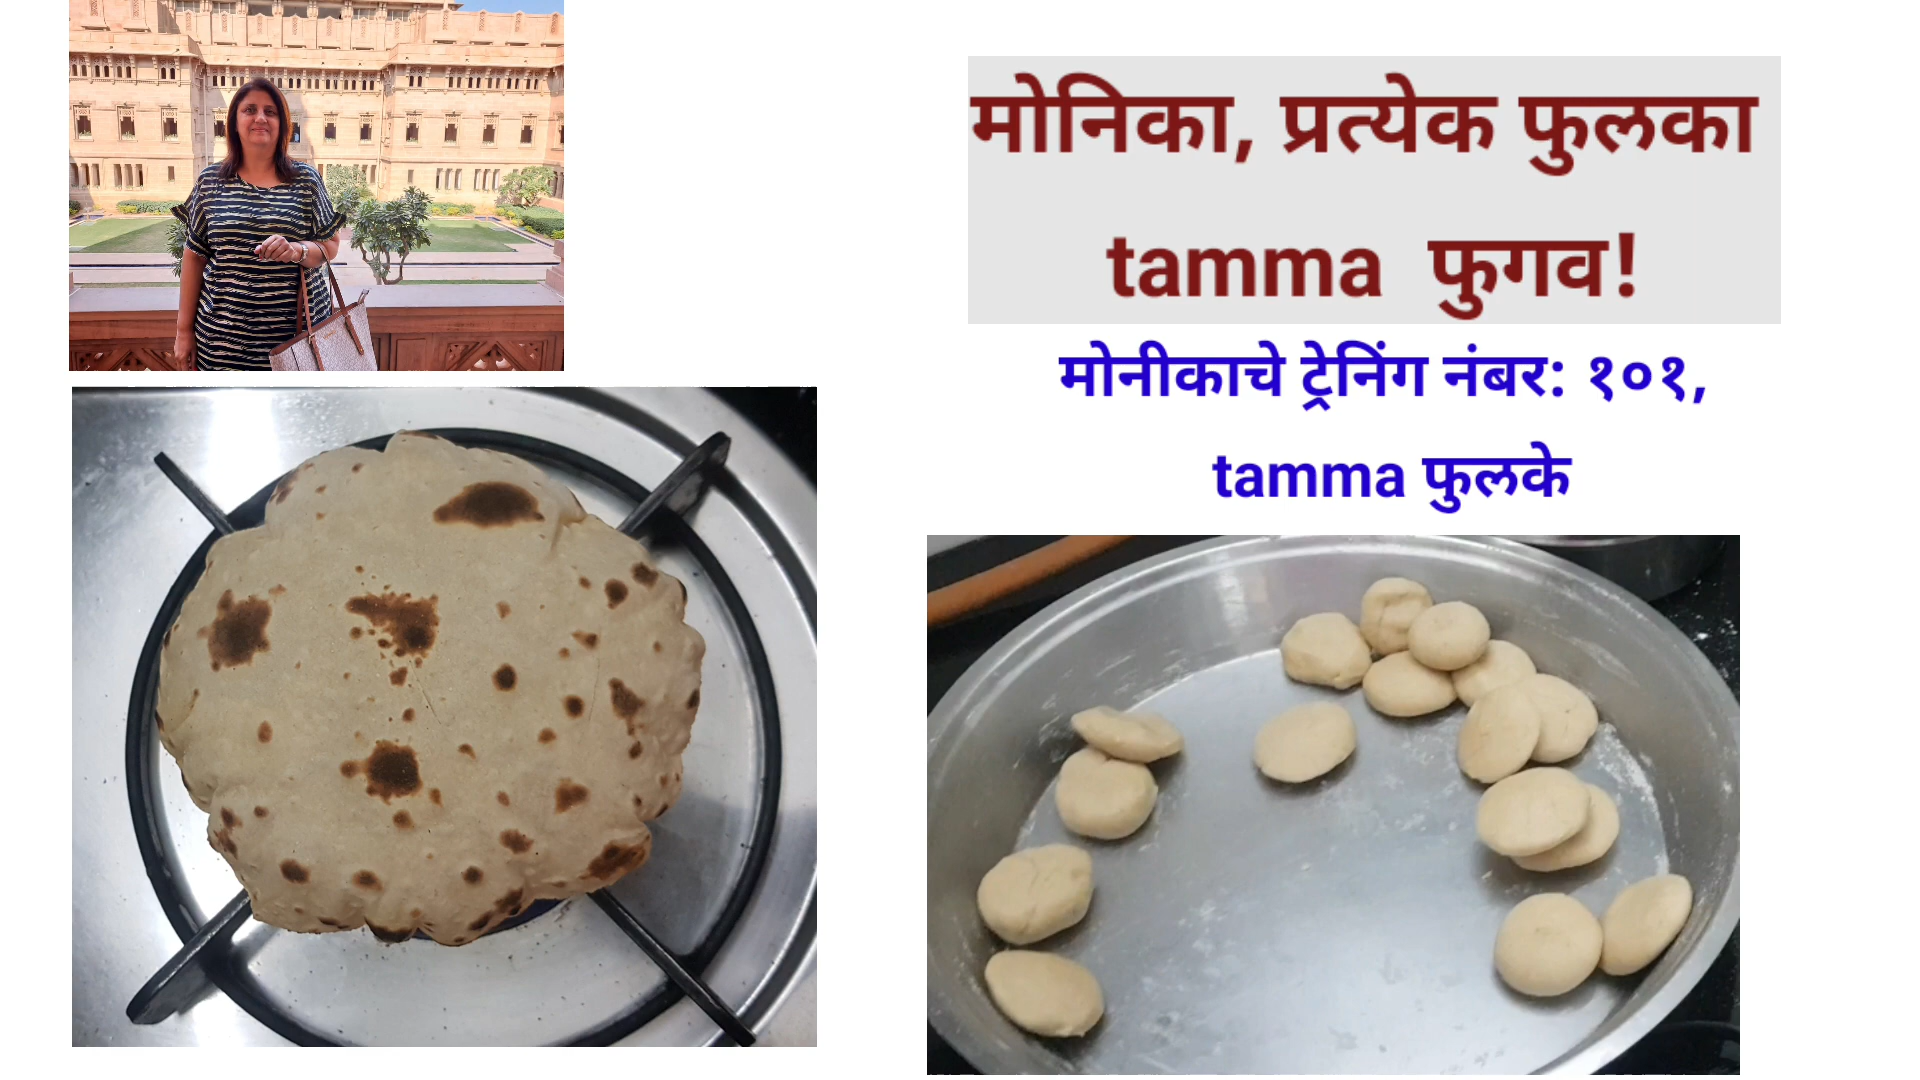 मोनिका, प्रत्येक फुलका
tamma फुगव!
मोनीकाचे ट्रेनिंग नंबर: १०१,
tamma फुलके